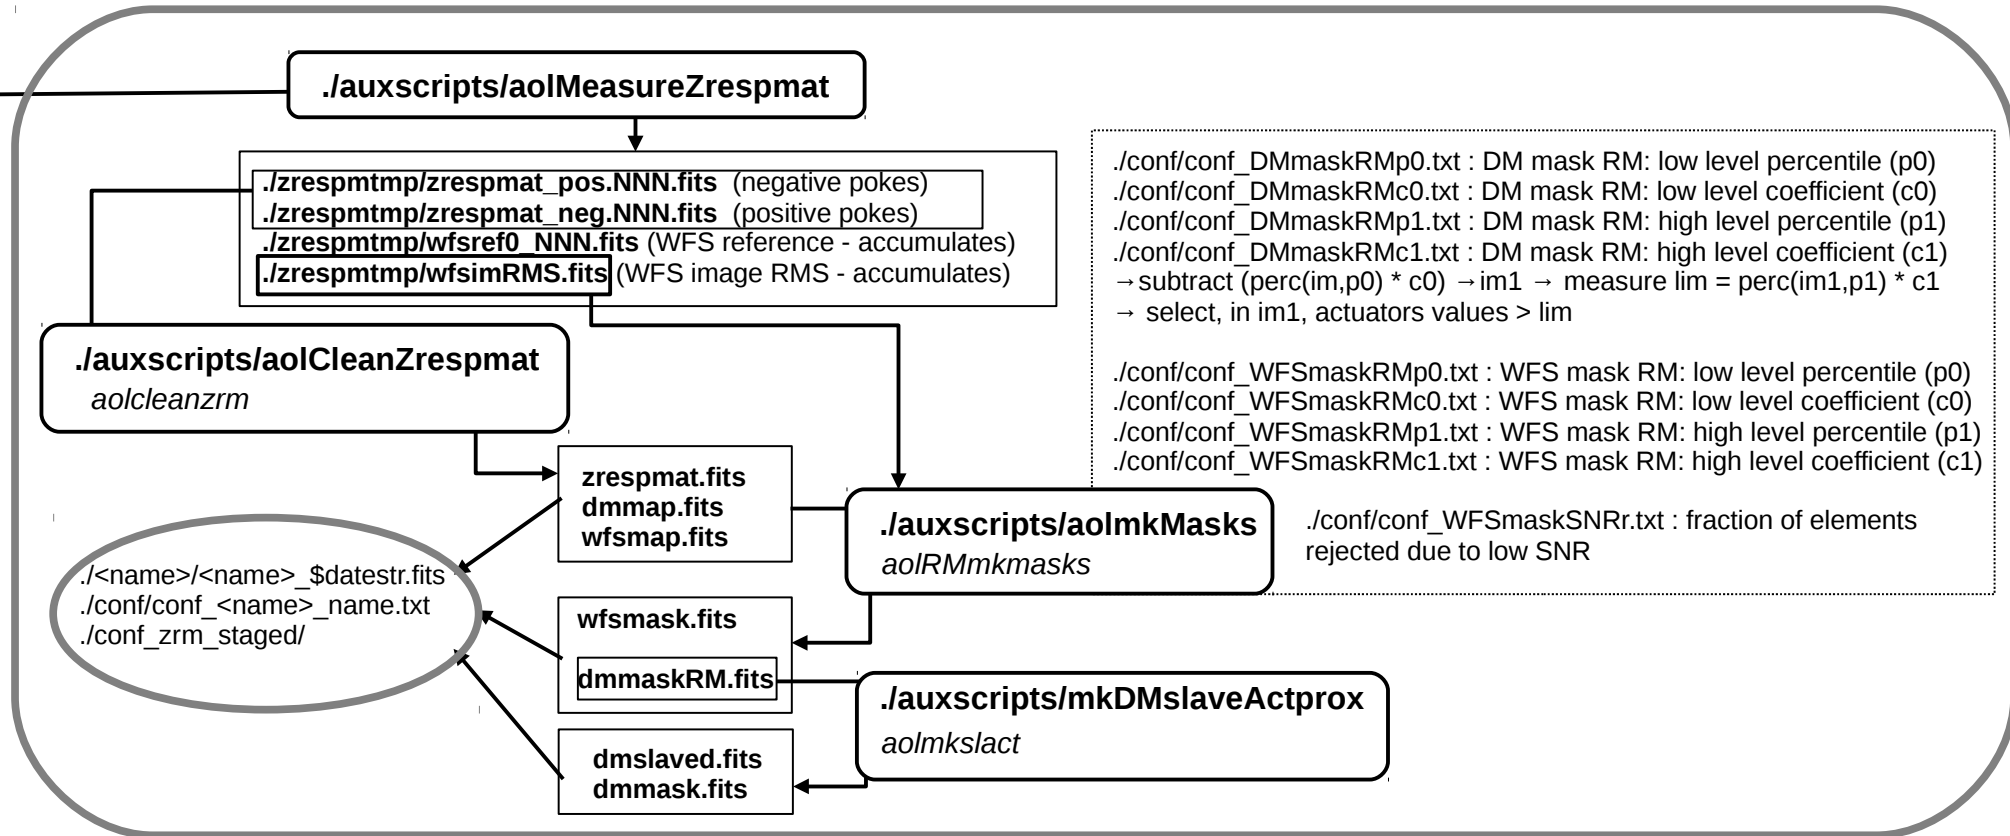 ./auxscripts/aolMeasureZrespmat
./zrespmtmp/zrespmat_pos.NNN.fits (negative pokes)
./zrespmtmp/zrespmat_neg.NNN.fits (positive pokes)
./zrespmtmp/wfsref0_NNN.fits (WFS reference - accumulates)
./zrespmtmp/wfsimRMS.fits (WFS image RMS - accumulates)
./auxscripts/aolCleanZrespmat
aolcleanzrm
zrespmat.fits
dmmap.fits
wfsmap.fits
./<name>/<name>_$datestr.fits
./conf/conf_<name>_name.txt
./conf_zrm_staged/
wfsmask.fits
dmmaskRM.fits
dmslaved.fits
dmmask.fits
./auxscripts/aolmkMasks
aolRMmkmasks
./auxscripts/mkDMslaveActprox
aolmkslact
./conf/conf_DMmaskRMp0.txt : DM mask RM: low level percentile (p0)
./conf/conf_DMmaskRMc0.txt : DM mask RM: low level coefficient (c0)
./conf/conf_DMmaskRMp1.txt : DM mask RM: high level percentile (p1)
./conf/conf_DMmaskRMc1.txt : DM mask RM: high level coefficient (c1)
→subtract (perc(im,p0) * c0) →im1 → measure lim = perc(im1,p1) * c1
→ select, in im1, actuators values > lim
./conf/conf_WFSmaskRMp0.txt : WFS mask RM: low level percentile (p0)
./conf/conf_WFSmaskRMc0.txt : WFS mask RM: low level coefficient (c0)
./conf/conf_WFSmaskRMp1.txt : WFS mask RM: high level percentile (p1)
./conf/conf_WFSmaskRMc1.txt : WFS mask RM: high level coefficient (c1)
./conf/conf_WFSmaskSNRr.txt : fraction of elements
rejected due to low SNR